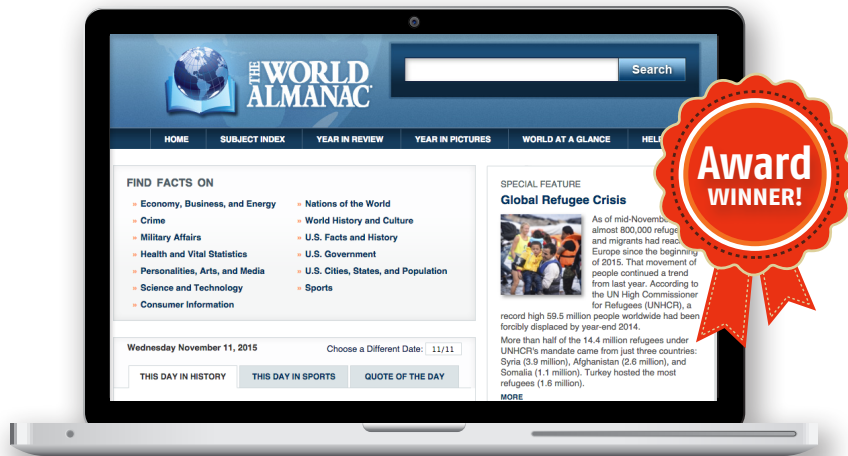 THE WORLD
ALMANAC
Search
HOME SUBJECT INDEX YEAR IN REVIEW YEAR IN PICTURES WORLD AT A GLANCE HELP
Award
WINNER!
FIND FACTS ON
» Economy, Business, and Energy
» Crime
» Military Affairs
» Health and Vital Statistics
» Personalities, Arts, and Media
» Science and Technology
» Consumer Information
» Nations of the World
» World History and Culture
» U.S. Facts and History
» U.S. Government
» U.S. Cities, States, and Population
» Sports
Wednesday November 11, 2015 Choose a Different Date: 11/11
THIS DAY IN HISTORY THIS DAY IN SPORTS QUOTE OF THE DAY
SPECIAL FEATURE
Global Refugee Crisis
As of mid-November
almost 800,000
and migrants had
Europe since the beginning
of 2015. That movement of
people continued a trend
from last year. According to
the UN High Commissioner
for Refugees (UNHCR), a
record high 59.5 million people worldwide had been
forcibly displaced by year-end 2014.
More than half of the 14.4 million refugees under
UNHCR's mandate came from just three countries:
Syria (3.9 million), Afghanistan (2.6 million), and
Somalia (1.1 million). Turkey hosted the most
refugees (1.6 million).
MORE